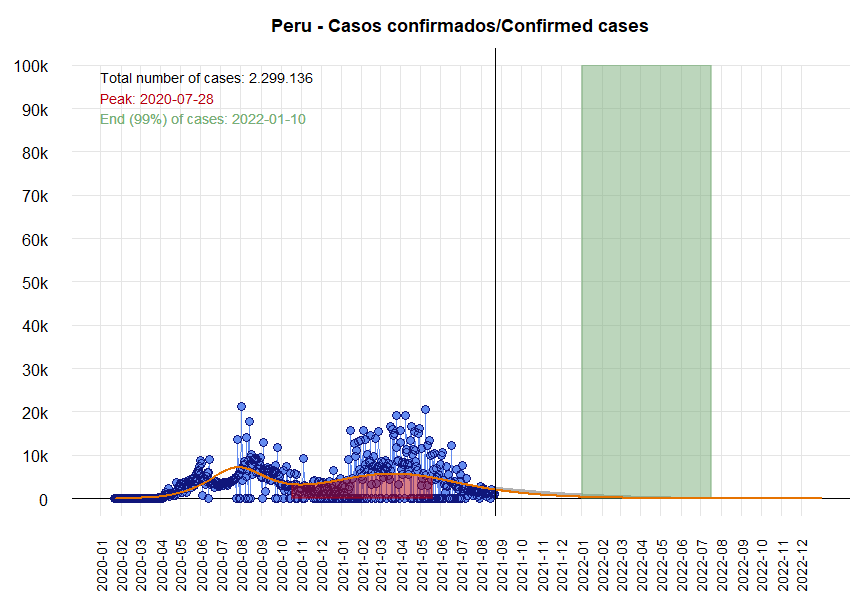 Peru - Casos confirmados/Confirmed cases
100k
90k
80k
70k
60k
50k
40k
30k
20k
10k
0
Total number of cases: 2.299.136
Peak: 2020-07-28
End (99%) of cases: 2022-01-10
2020-01
2020-02
2020-03
2020-04
2020-05
2020-06
2020-07
2020-08
2020-09
2020-10
2020-11
2020-12
2021-01
2021-02
2021-03
2021-04
2021-05
2021-06
2021-07
2021-08
2021-09
2021-10
2021-11
2021-12
2022-01
2022-02
2022-03
2022-04
2022-05
2022-06
2022-07
2022-08
2022-09
2022-10
2022-11
2022-12